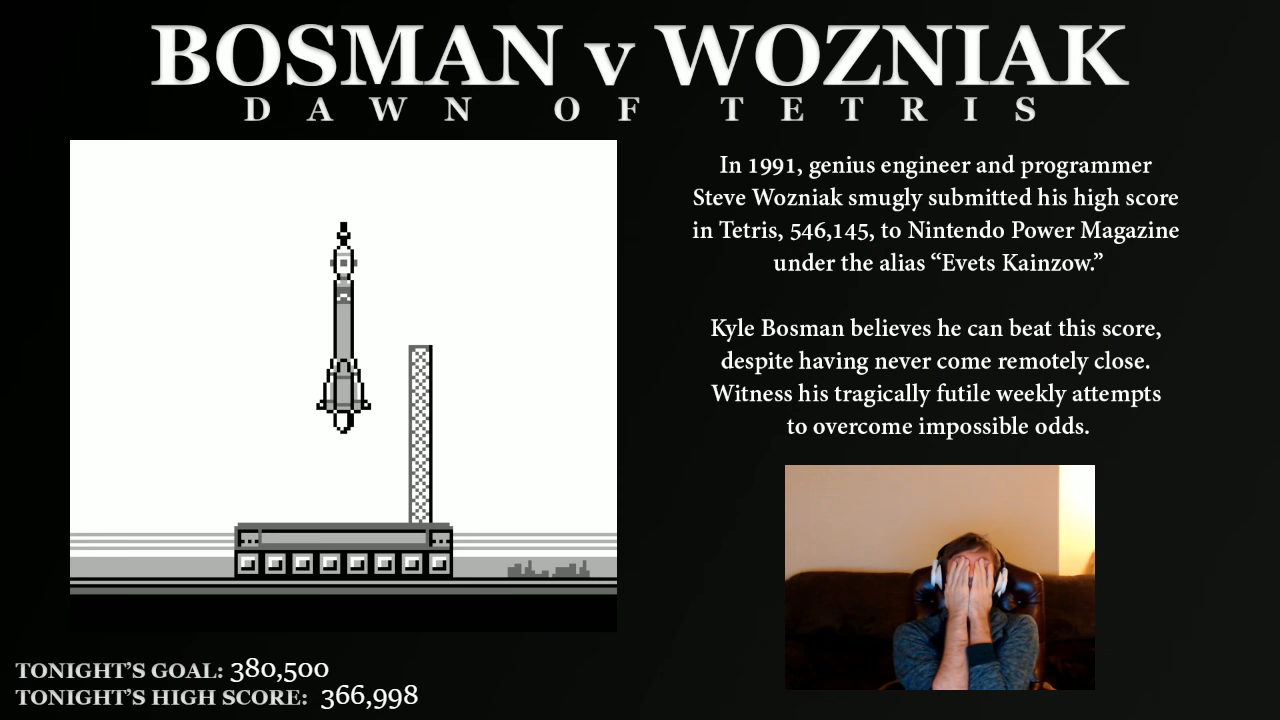 BOSMAN v WOZNIAK
DAWN OF TETRIS
In 1991, genius engineer and programmer
Steve Wozniak smugly submitted his high score
in Tetris, 546,145, to Nintendo Power Magazine
under the alias “Evets Kainzow.”
Kyle Bosman believes he can beat this score,
despite having never come remotely close.
Witness his tragically futile weekly attempts
to overcome impossible odds.
TONIGHT’S GOAL: 380,500
TONIGHT’S HIGH SCORE: 366,998